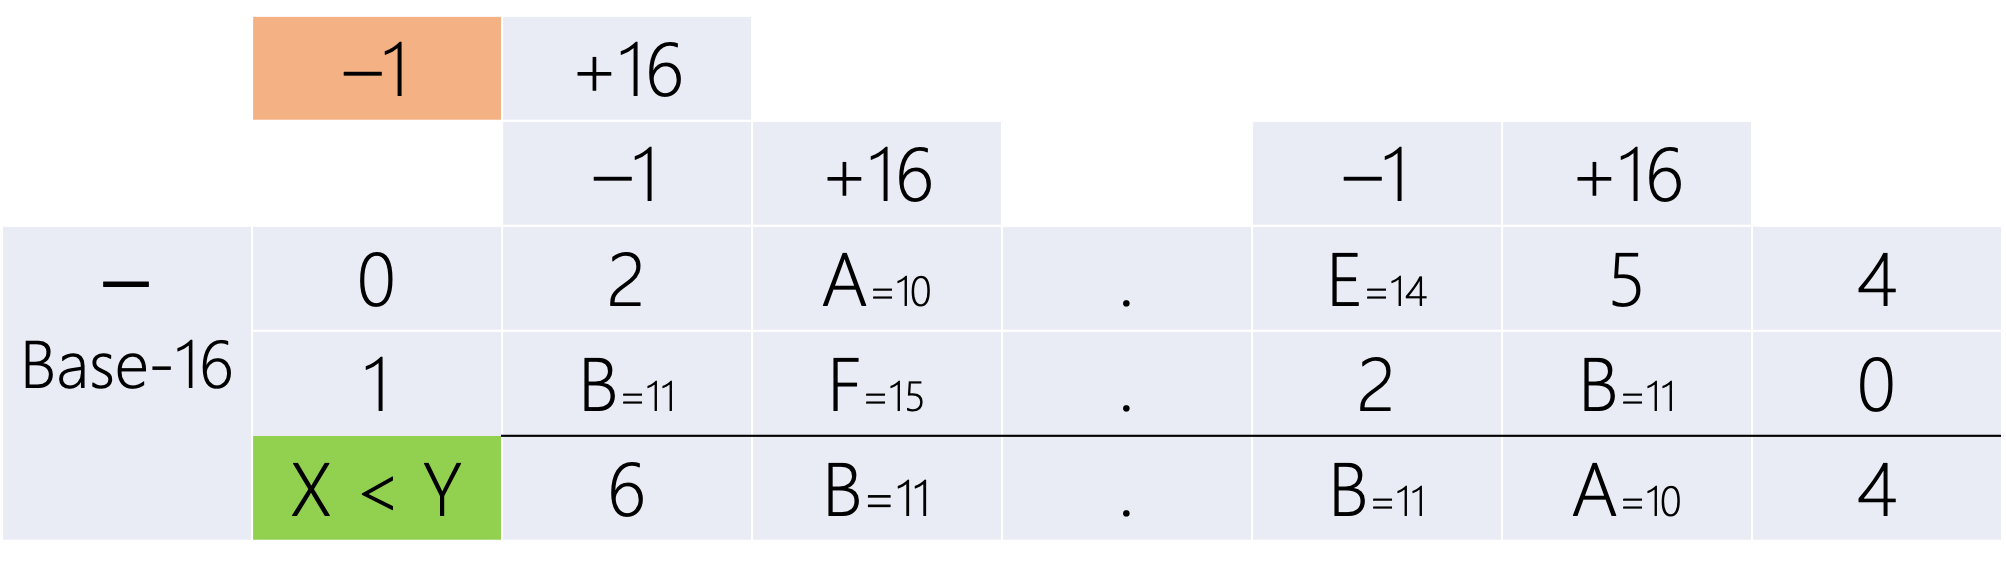 –1 +16
–1 +16 –1 +16
– 0 2 A=10 . E=14 5 4
Base-16 1 B=11 F=15 . 2 B=11 0
X < Y 6 B=11 . B=11 A=10 4